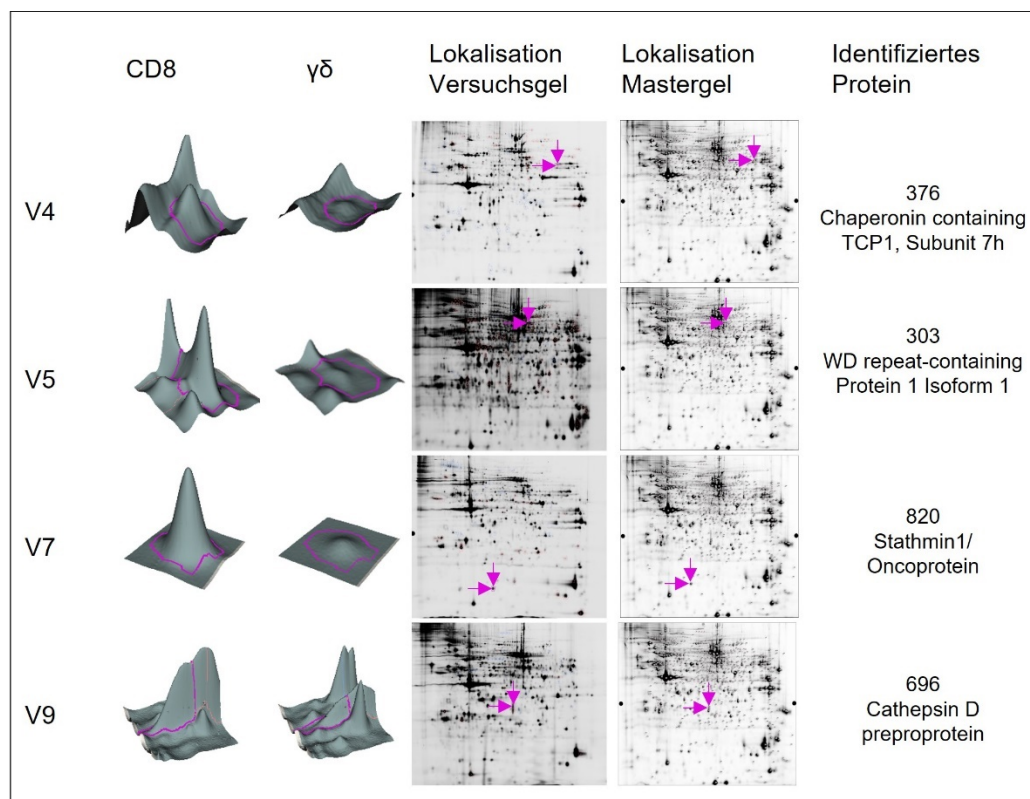 CD8
γδ
Lokalisation
Versuchsgel
Lokalisation
Mastergel
Identifiziertes
Protein
V4
376
Chaperonin containing
TCP1, Subunit 7h
V5
303
WD repeat-containing
Protein 1 Isoform 1
V7
820
Stathmin1/
Oncoprotein
V9
696
Cathepsin D
preproprotein